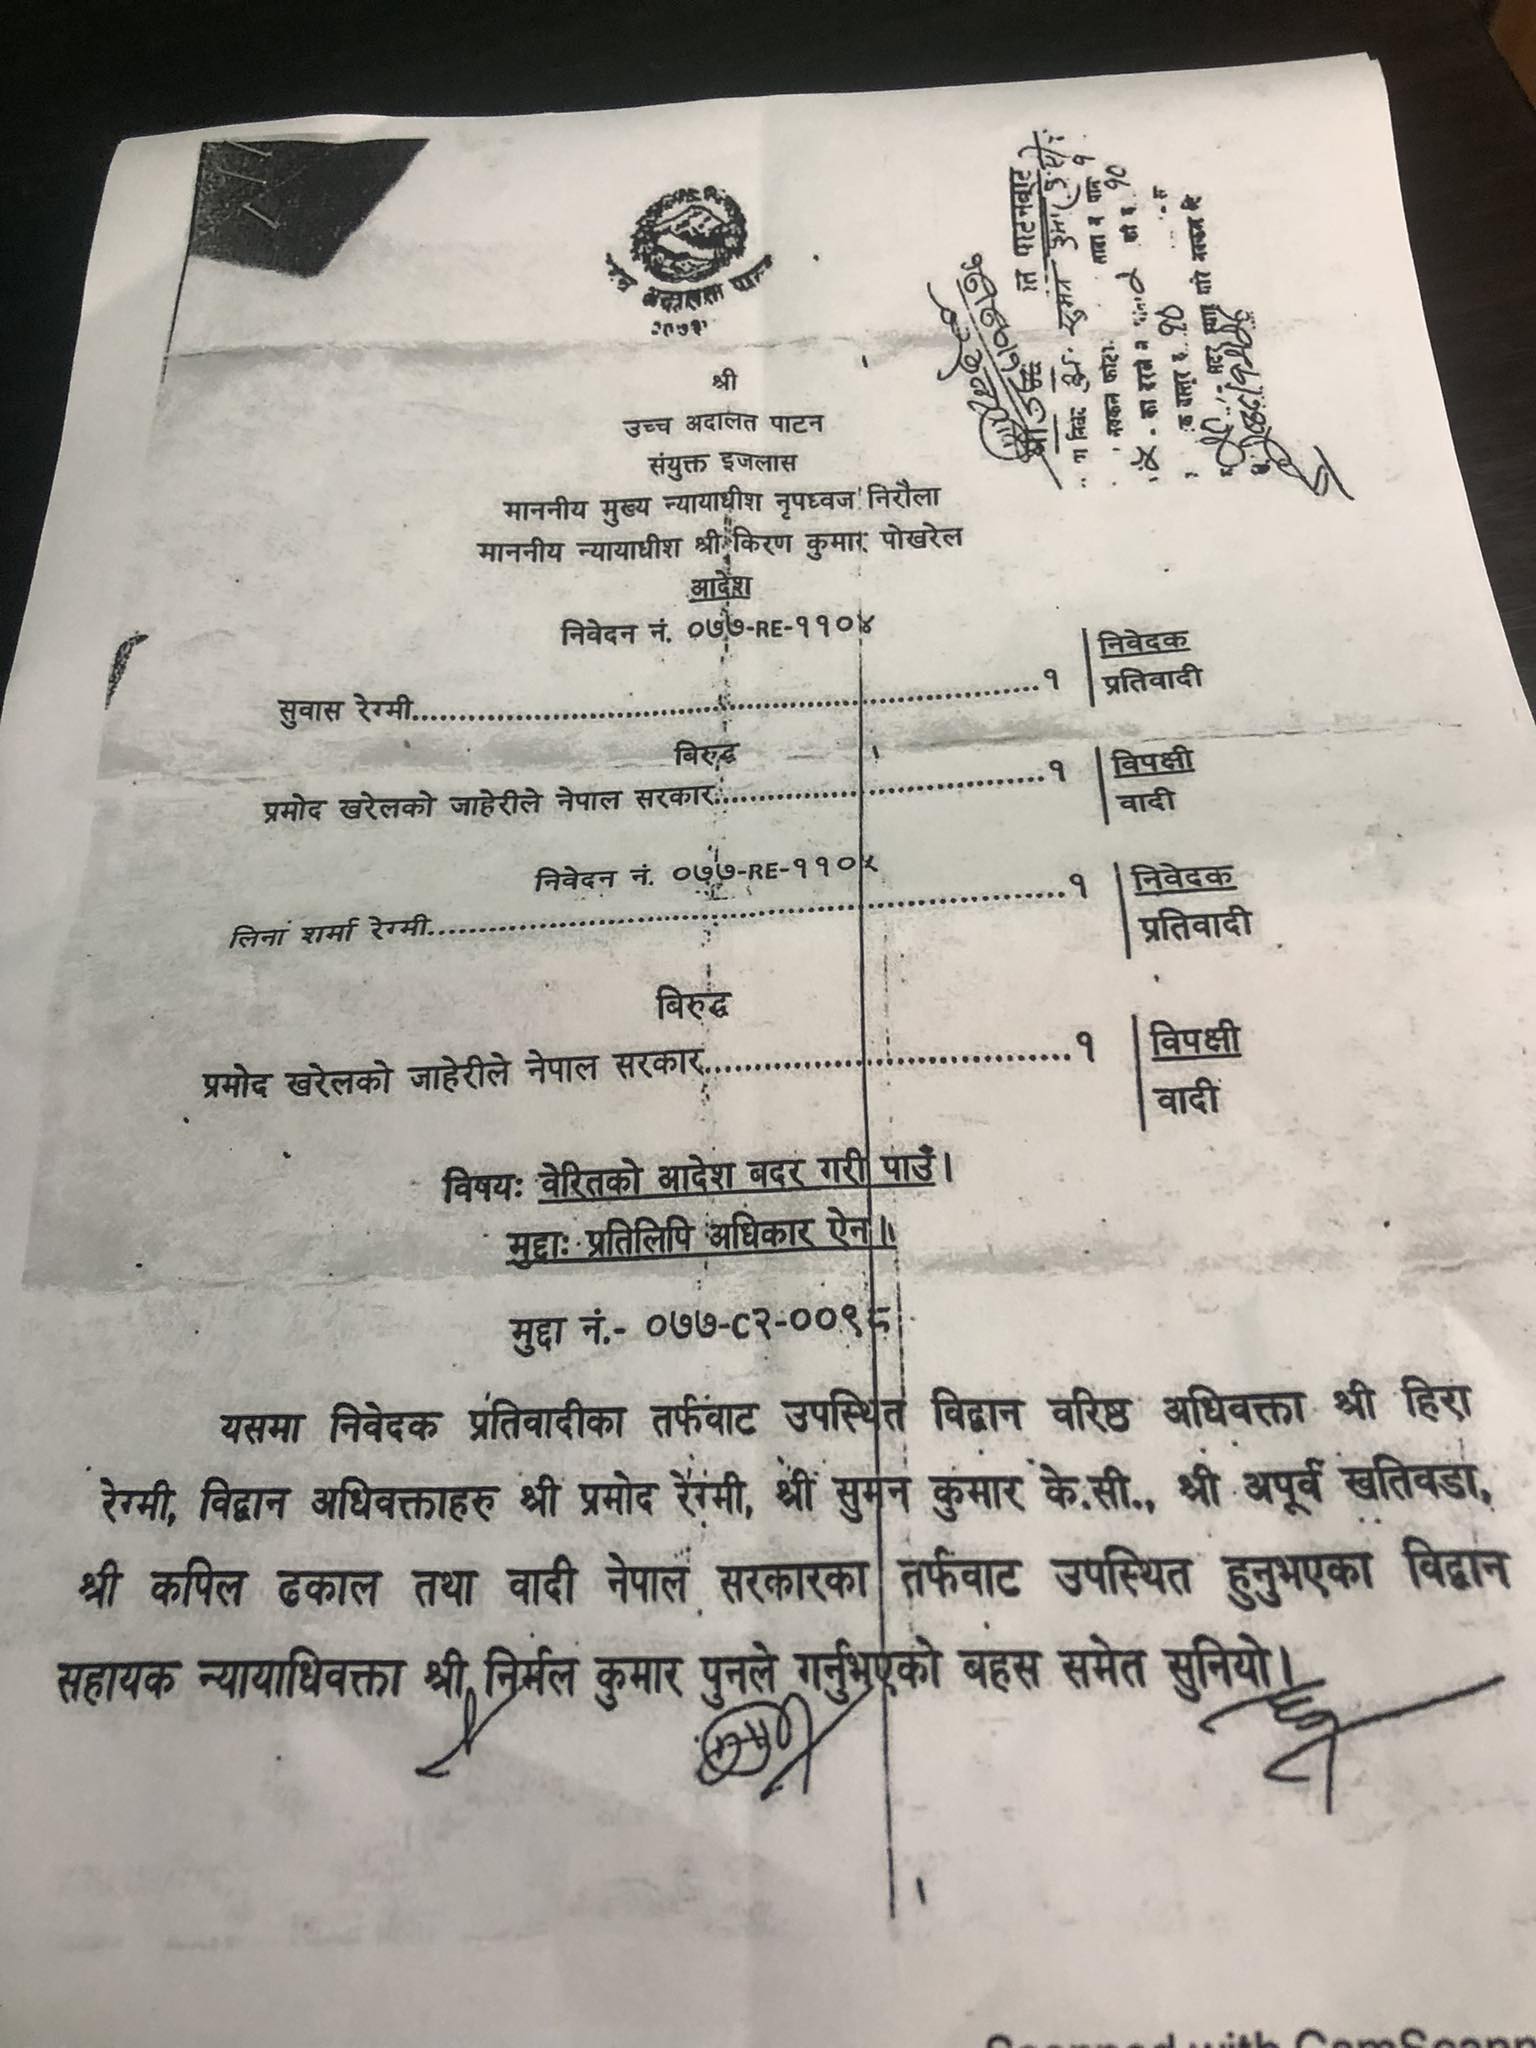 श्री
उच्च अदालत पाटन
संयुक्त इजलास
माननीय मुख्य न्यायाधीश नृपध्वज निरौला
माननीय न्यायाधीश श्री किरण कुमार पोखरेल
आदेश
निवेदन नं. ०७७-RE-११०४
सुवास रेग्मी.......................................................१ निवेदक
प्रतिवादी
बिरुद्ध
प्रमोद खरेलको जाहेरीले नेपाल सरकार.............................१ विपक्षी
वादी
निवेदन नं. ०७७-RE-११०५
लिना शर्मा रेग्मी.......................................................१ निवेदक
प्रतिवादी
बिरुद्ध
प्रमोद खरेलको जाहेरीले नेपाल सरकार.............................१ विपक्षी
वादी
विषयः वेरितको आदेश बदर गरी पाउँ।
मुद्दाः प्रतिलिपि अधिकार ऐन॥
मुद्दा नं.- ०७७-C२-००९८
यसमा निवेदक प्रतिवादीका तर्फवाट उपस्थित विद्वान वरिष्ठ अधिवक्ता श्री हिरा
रेग्मी, विद्वान अधिवक्ताहरु श्री प्रमोद रेग्मी, श्री सुमन कुमार के.सी., श्री अपूर्व खतिवडा,
श्री कपिल ढकाल तथा वादी नेपाल सरकारका तर्फवाट उपस्थित हुनुभएका विद्वान
सहायक न्यायाधिवक्ता श्री निर्मल कुमार पुनले गर्नुभएको बहस समेत सुनियो।